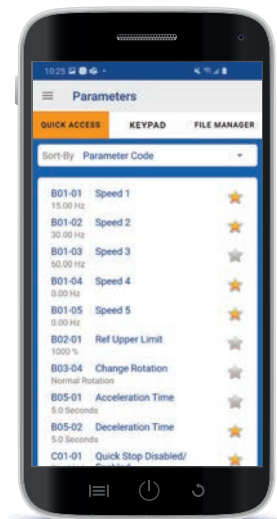 10:25
Parameters
QUICK ACCESS KEYPAD FILE MANAGER
Sort-By Parameter Code
B01-01 Speed 1
15.00 Hz
B01-02 Speed 2
30.00 Hz
B01-03 Speed 3
60.00 Hz
B01-04 Speed 4
0.00 Hz
B01-05 Speed 5
0.00 Hz
B02-01 Ref Upper Limit
1000 %
B03-04 Change Rotation
Normal Rotation
B05-01 Acceleration Time
5.0 Seconds
B05-02 Deceleration Time
5.0 Seconds
C01-01 Quick Stop Disabled/